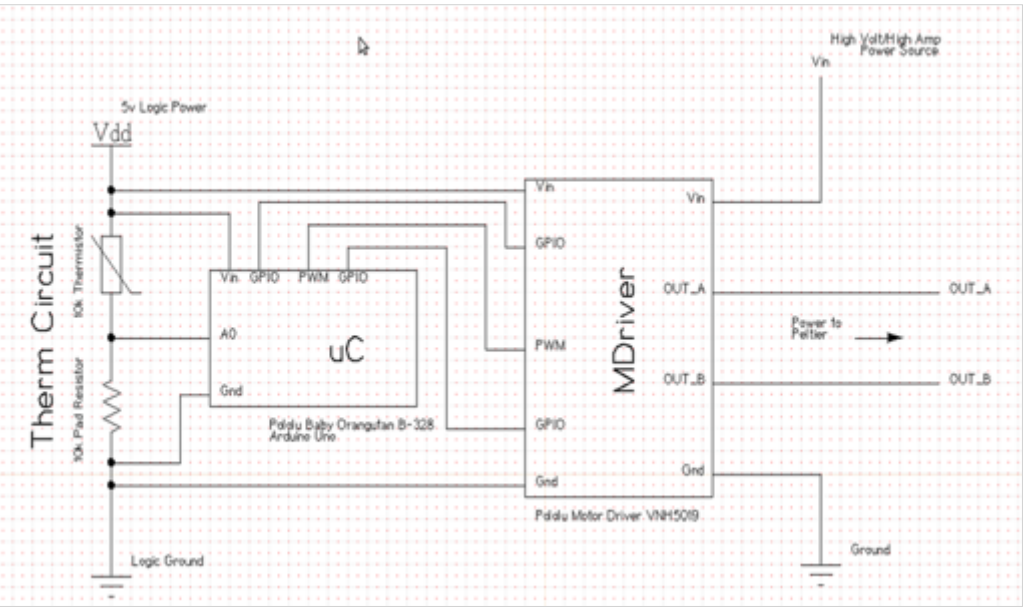 High Volt/High Amp
Power Source
Vin
5v Logic Power
Vdd
Therm Circuit
10k Thermistor
10k Pad Resistor
Vin GPIO PWM GPIO
A0
uC
Gnd
Pololu Baby Orangutan B-328
Arduino Uno
Vin
GPIO
PWM
GPIO
Gnd
MDriver
Vin
OUT_A
OUT_B
Gnd
Pololu Motor Driver VNH5019
OUT_A
Power to
Peltier
OUT_B
Logic Ground
Ground